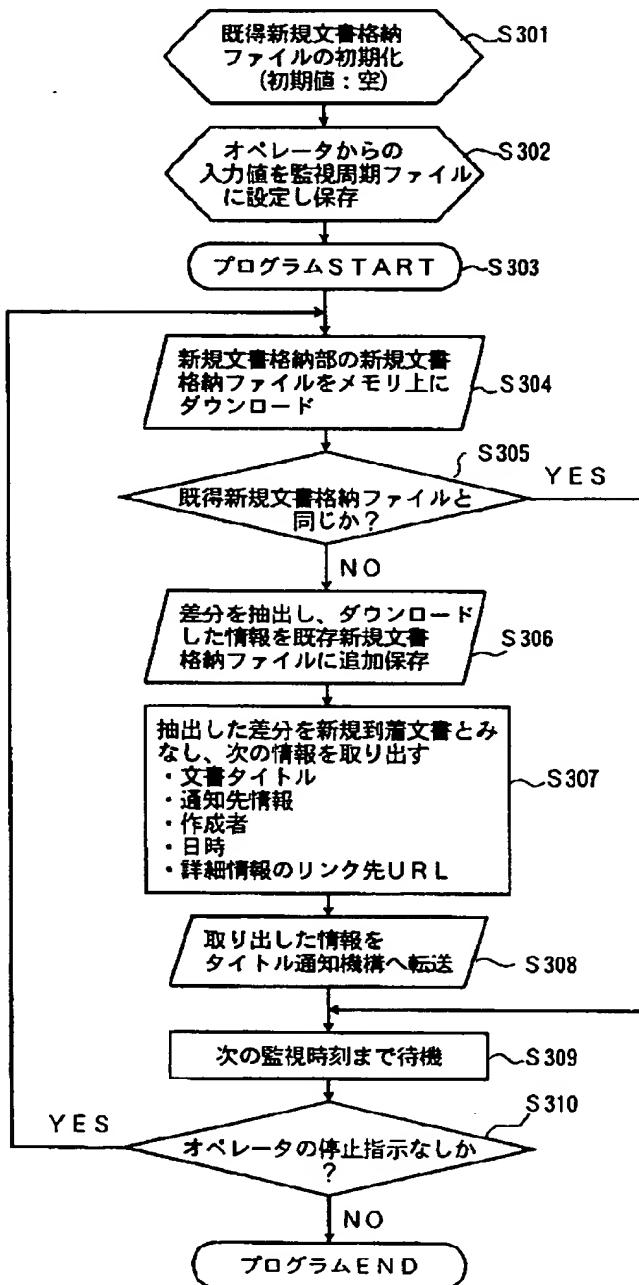 既得新規文書格納
ファイルの初期化
（初期値：空）
S301
オペレータからの
入力値を監視周期ファイル
に設定し保存
S302
プログラムＳＴＡＲＴ
S303
新規文書格納部の新規文書
格納ファイルをメモリ上に
ダウンロード
S304
S305
YES
既得新規文書格納ファイルと
同じか？
NO
差分を抽出し、ダウンロード
した情報を既存新規文書
格納ファイルに追加保存
S306
抽出した差分を新規到着文書とみ
なし、次の情報を取り出す
・文書タイトル
・通知先情報
・作成者
・日時
・詳細情報のリンク先ＵＲＬ
S307
取り出した情報を
タイトル通知機構へ転送
S308
次の監視時刻まで待機
S309
S310
YES
オペレータの停止指示なしか
？
NO
プログラムＥＮＤ